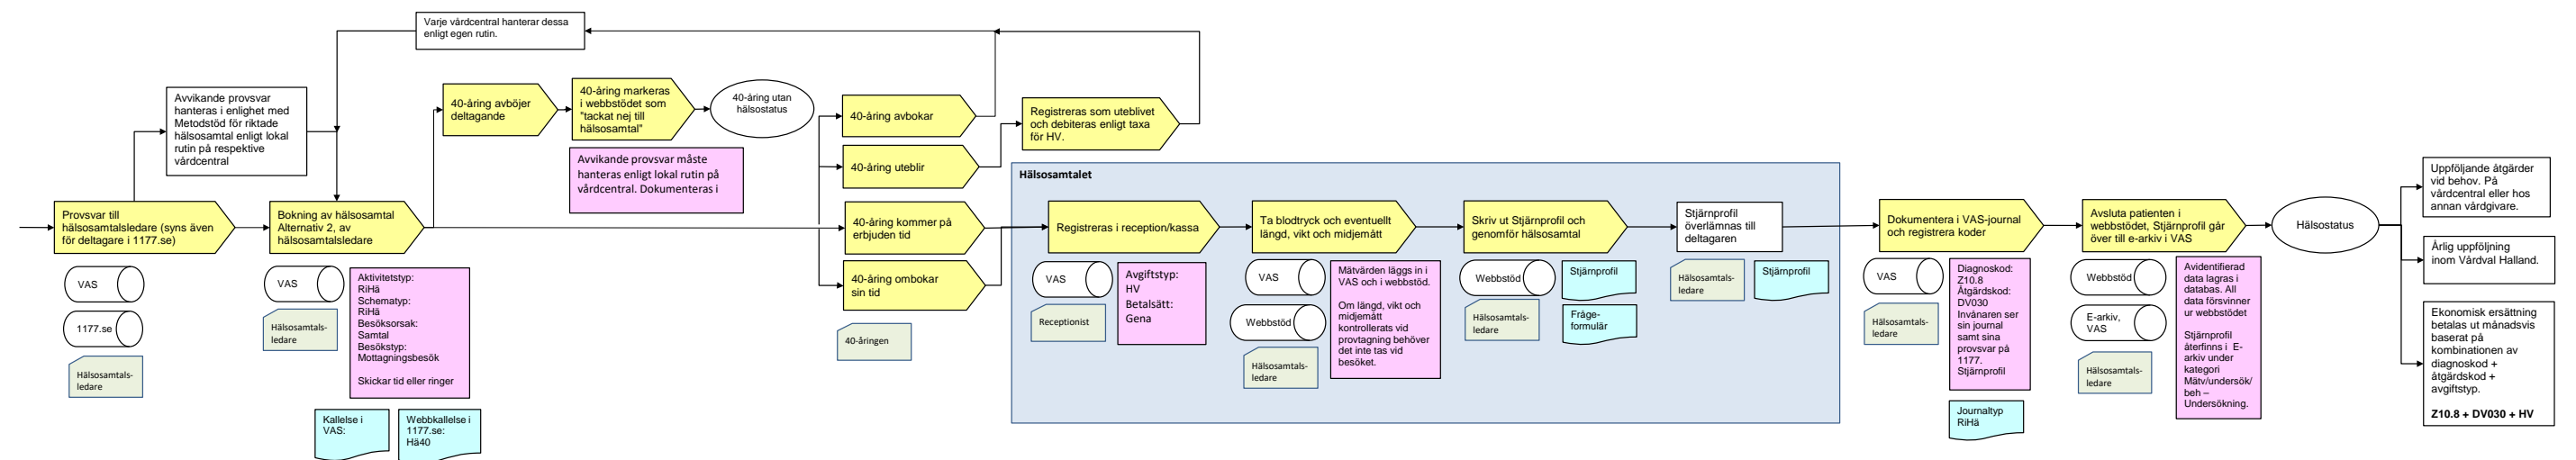 Varje vårdcentral hanterar dessa
enligt egen rutin.
Avvikande provsvar
hanteras i enlighet med
Metodstöd för riktade
hälsosamtal enligt lokal
rutin på respektive
vårdcentral
40-åring avböjer
deltagande
40-åring markeras
i webbstödet som
"tackat nej till
hälsosamtal"
40-åring utan
hälsostatus
Avvikande provsvar måste
hanteras enligt lokal rutin på
vårdcentral. Dokumenteras i
40-åring avbokar
40-åring uteblir
Registreras som uteblivet
och debiteras enligt taxa
för HV.
Provsvar till
hälsosamtalsledare (syns även
för deltagare i 1177.se)
VAS
1177.se
Hälsosamtals-
ledare
Bokning av hälsosamtal
Alternativ 2, av
hälsosamtalsledare
VAS
Hälsosamtals-
ledare
Aktivitetstyp:
RiHä
Schematyp:
RiHä
Besöksorsak:
Samtal
Besökstyp:
Mottagningsbesök
Skickar tid eller ringer
Kallelse i
VAS:
Webbkallelse i
1177.se:
Hä40
40-åring kommer på
erbjuden tid
40-åring ombokar
sin tid
40-åringen
Hälsosamtalet
Registreras i reception/kassa
VAS
Receptionist
Avgiftstyp:
HV
Betalsätt:
Gena
Ta blodtryck och eventuellt
längd, vikt och midjemått
VAS
Webbstöd
Hälsosamtals-
ledare
Mätvärden läggs in i
VAS och i webbstöd.
Om längd, vikt och
midjemått
kontrollerats vid
provtagning behöver
det inte tas vid
besöket.
Skriv ut Stjärnprofil och
genomför hälsosamtal
Webbstöd
Hälsosamtals-
ledare
Stjärnprofil
Fråge-
formulär
Stjärnprofil
överlämnas till
deltagaren
Hälsosamtals-
ledare
Stjärnprofil
Dokumentera i VAS-journal
och registrera koder
VAS
Hälsosamtals-
ledare
Diagnoskod:
Z10.8
Åtgärdskod:
DV030
Invånaren ser
sin journal
samt sina
provsvar på
1177.
Stjärnprofil
Journaltyp
RiHä
Avsluta patienten i
webbstödet, Stjärnprofil går
över till e-arkiv i VAS
Webbstöd
E-arkiv,
VAS
Hälsosamtals-
ledare
Avidentifierad
data lagras i
databas. All
data försvinner
ur webbstödet
Stjärnprofil
återfinns i E-
arkiv under
kategori
Mätv/undersök/
beh –
Undersökning.
Hälsostatus
Uppföljande åtgärder
vid behov. På
vårdcentral eller hos
annan vårdgivare.
Årlig uppföljning
inom Vårdval Halland.
Ekonomisk ersättning
betalas ut månadsvis
baserat på
kombinationen av
diagnoskod +
åtgärdskod +
avgiftstyp.
Z10.8 + DV030 + HV